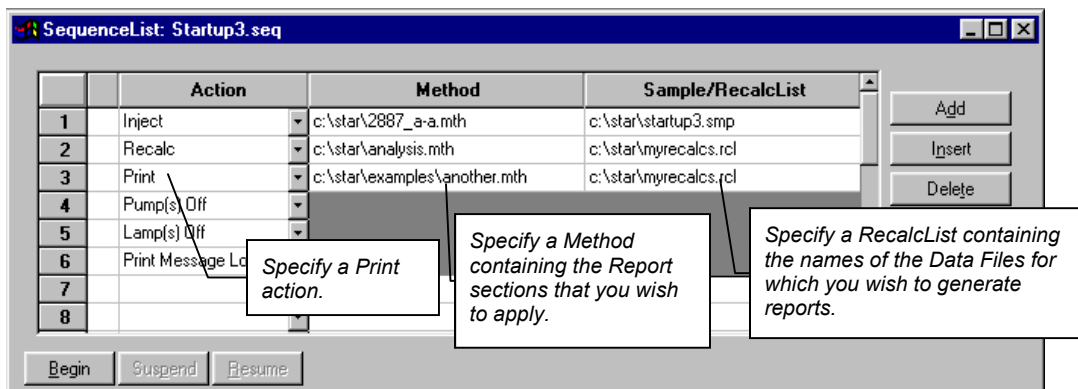 SequenceList: Startup3.seq
Action Method Sample/RecalcList
1 Inject c:\star\2887_a-a.mth c:\star\startup3.smp
2 Recalc c:\star\analysis.mth c:\star\myrecalcs.rcl
3 Print c:\star\examples\another.mth c:\star\myrecalcs.rcl
4 Pump(s) Off
5 Lamp(s) Off
6 Print Message Lo
7
8
Add
Insert
Delete
Specify a Print
action.
Specify a Method
containing the Report
sections that you wish
to apply.
Specify a RecalcList containing
the names of the Data Files for
which you wish to generate
reports.
Begin Suspend Resume